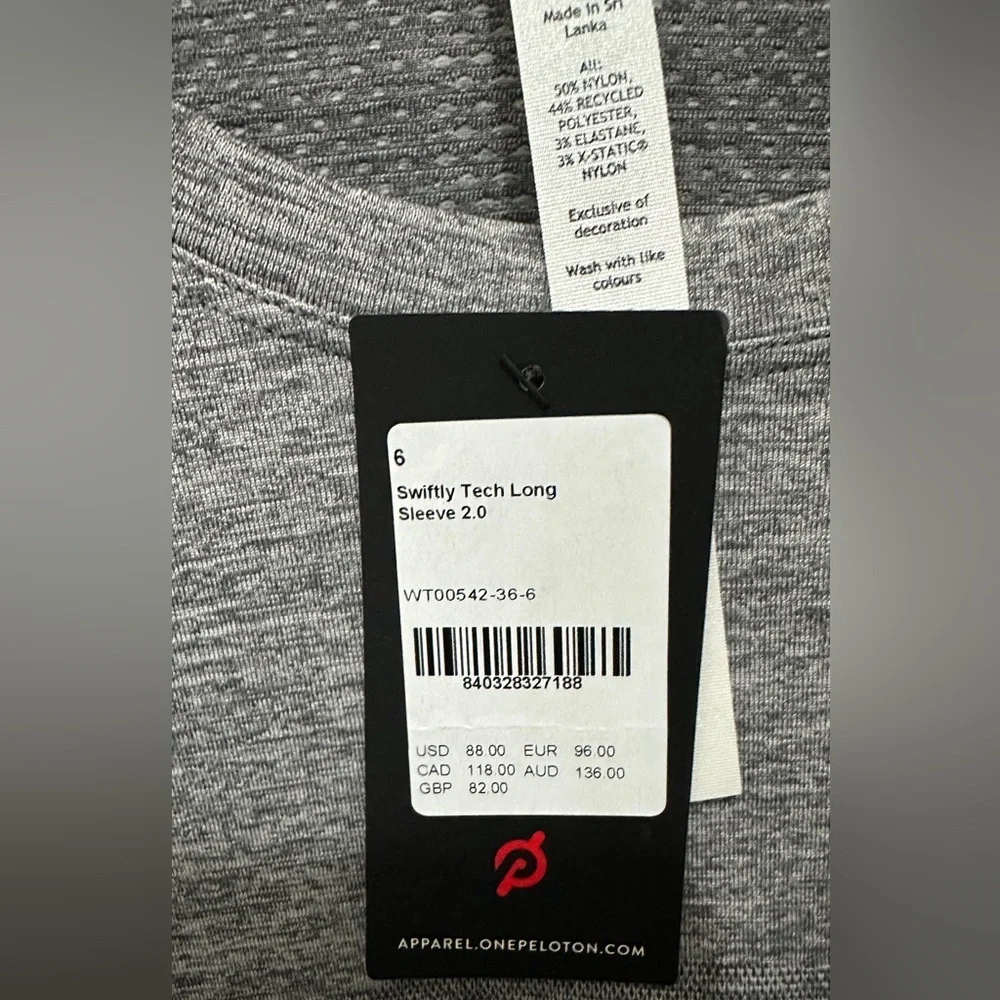 Made in Sri
Lanka
All:
50% NYLON,
44% RECYCLED
POLYESTER,
3% ELASTANE,
3% X-STATIC®
NYLON
Exclusive of
decoration
Wash with like
colours
6
Swiftly Tech Long
Sleeve 2.0
WT00542-36-6
840328327188
USD 88.00 EUR 96.00
CAD 118.00 AUD 136.00
GBP 82.00
APPAREL.ONEPELOTON.COM